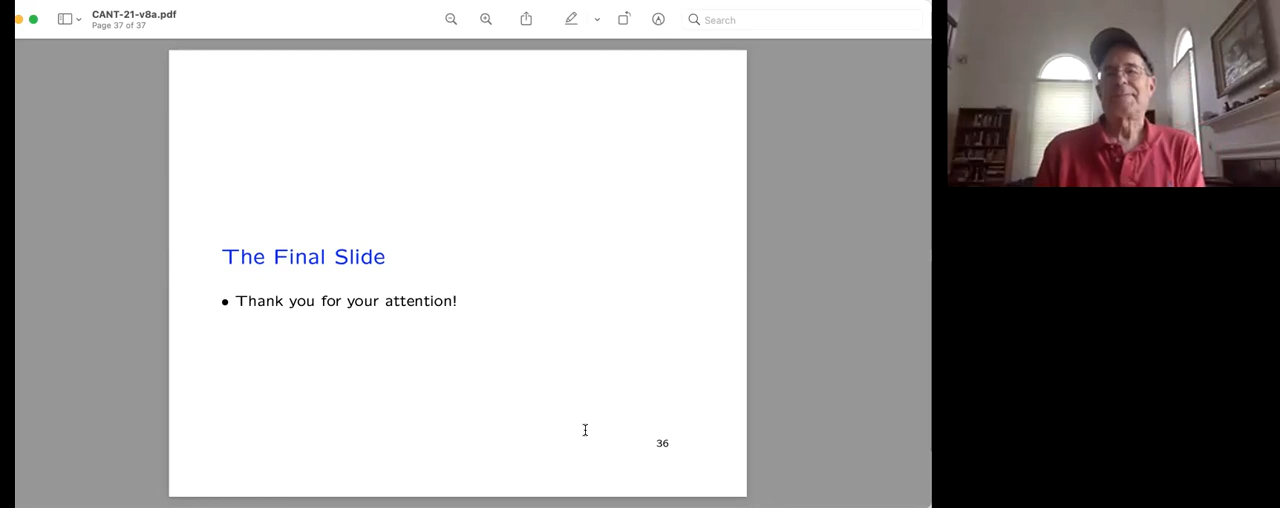 CANT-21-v8a.pdf
Page 37 of 37
Search
The Final Slide
• Thank you for your attention!
36